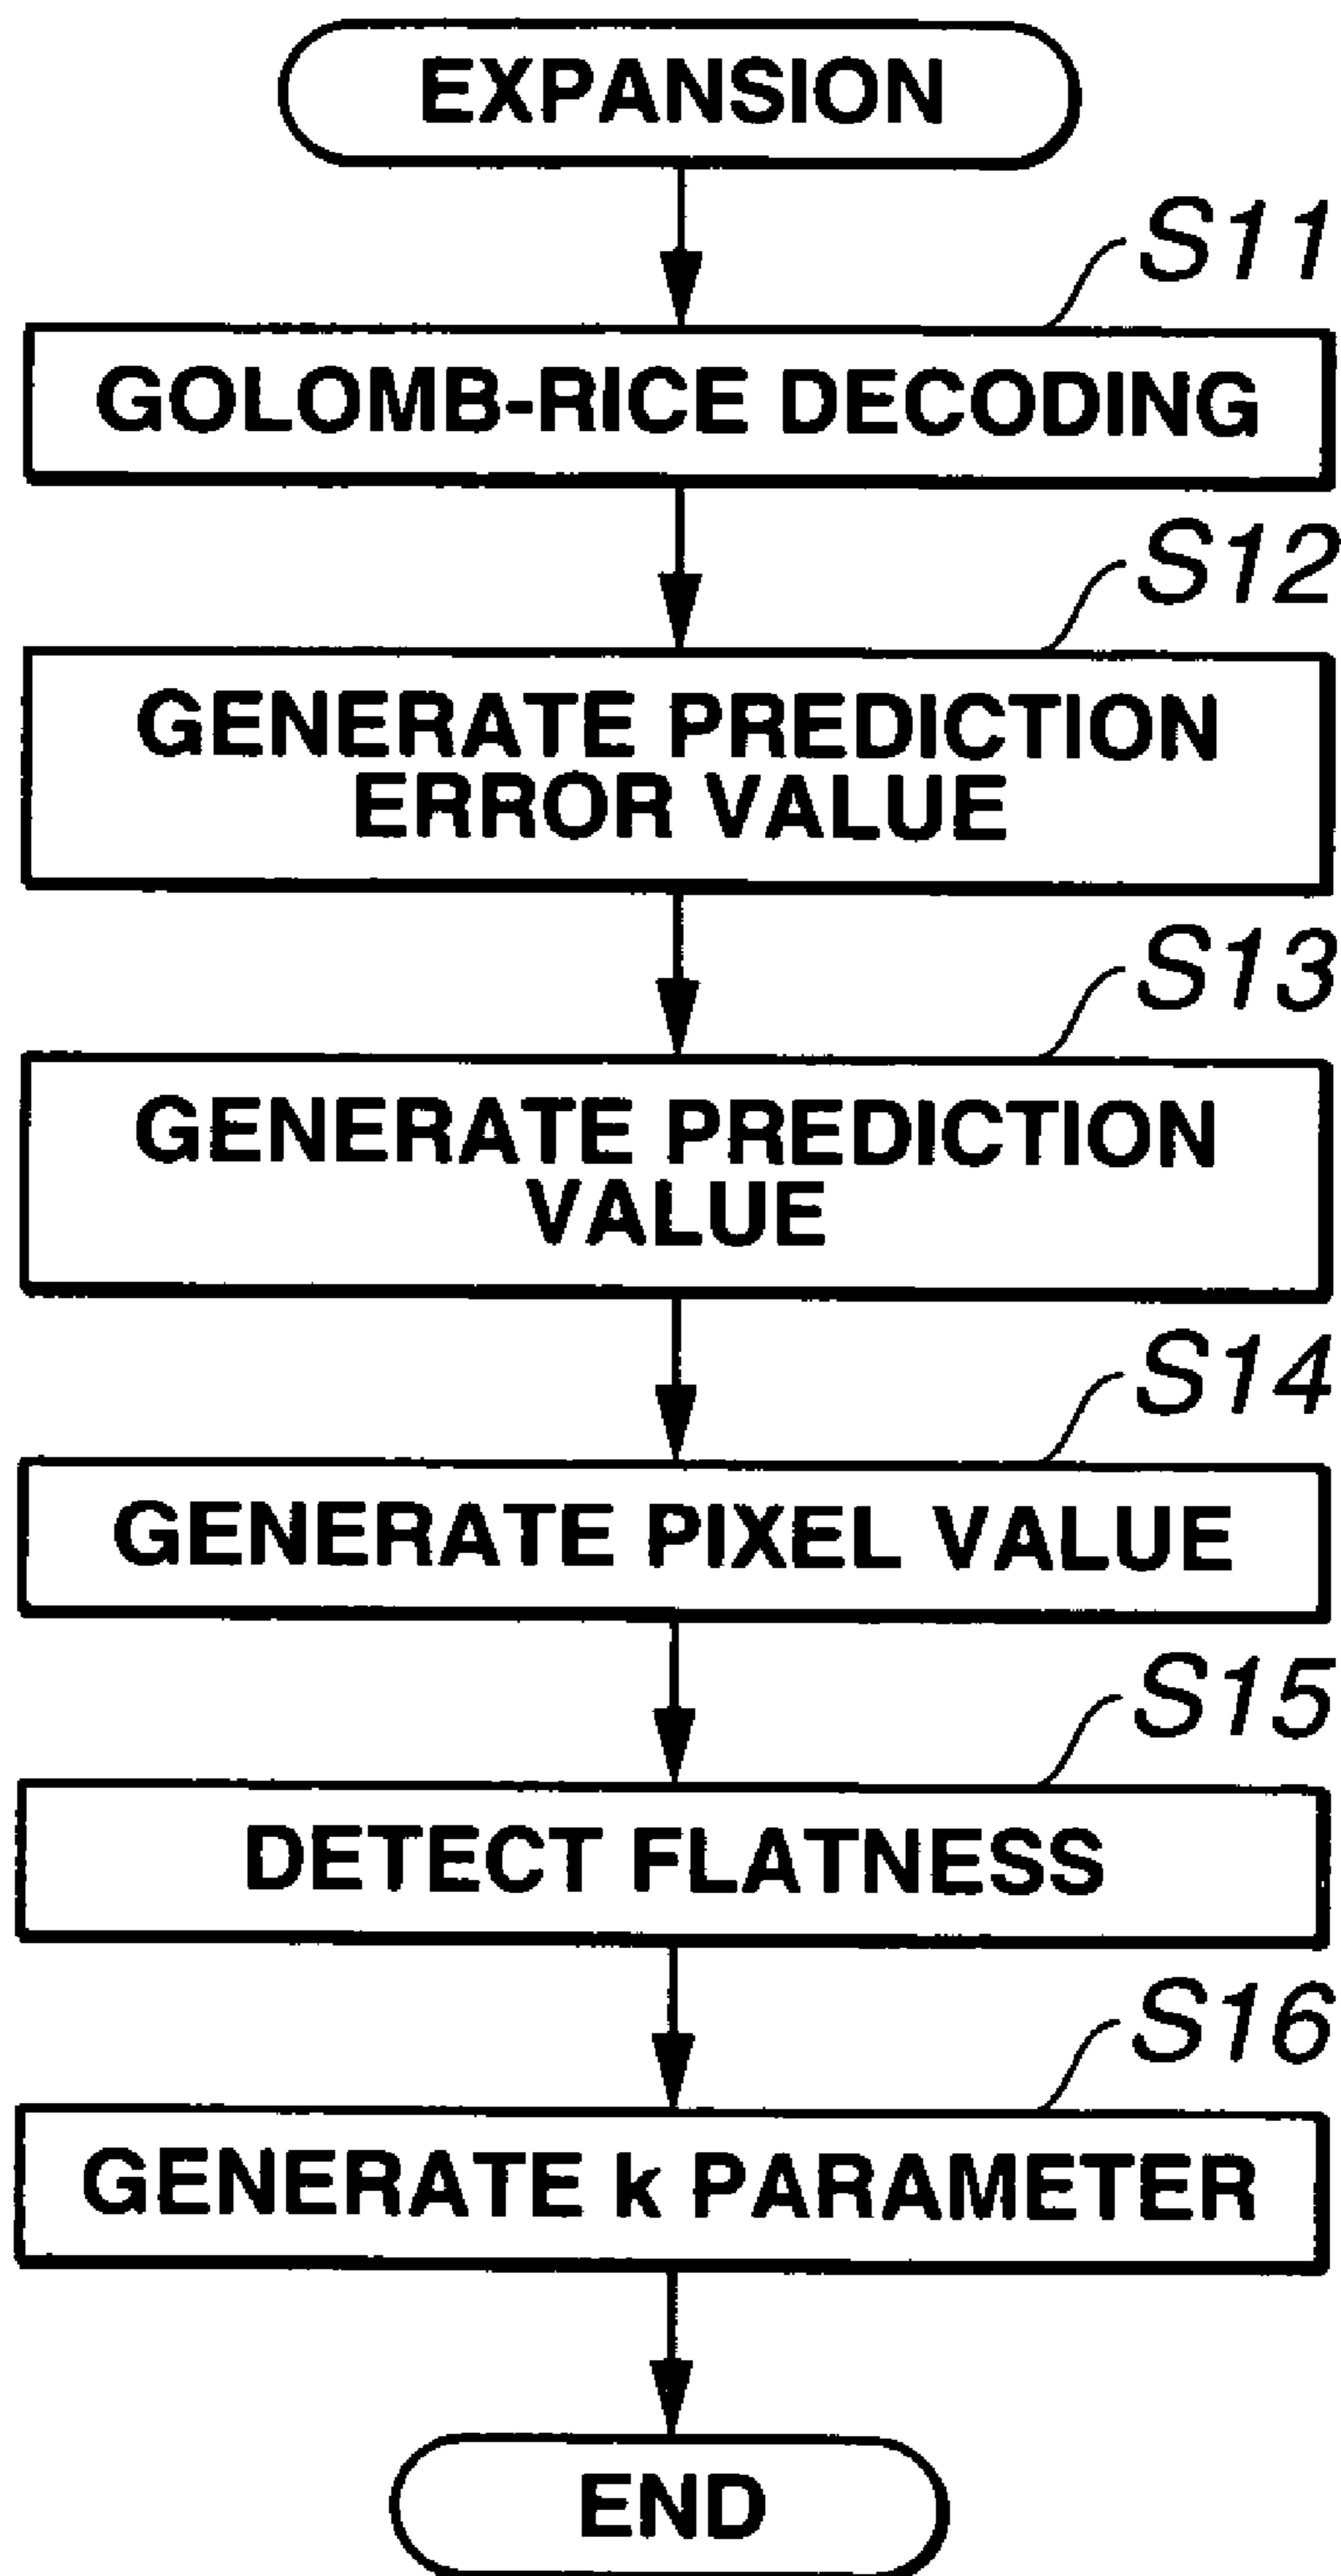 EXPANSION
S11
GOLOMB-RICE DECODING
S12
GENERATE PREDICTION
ERROR VALUE
S13
GENERATE PREDICTION
VALUE
S14
GENERATE PIXEL VALUE
S15
DETECT FLATNESS
S16
GENERATE k PARAMETER
END